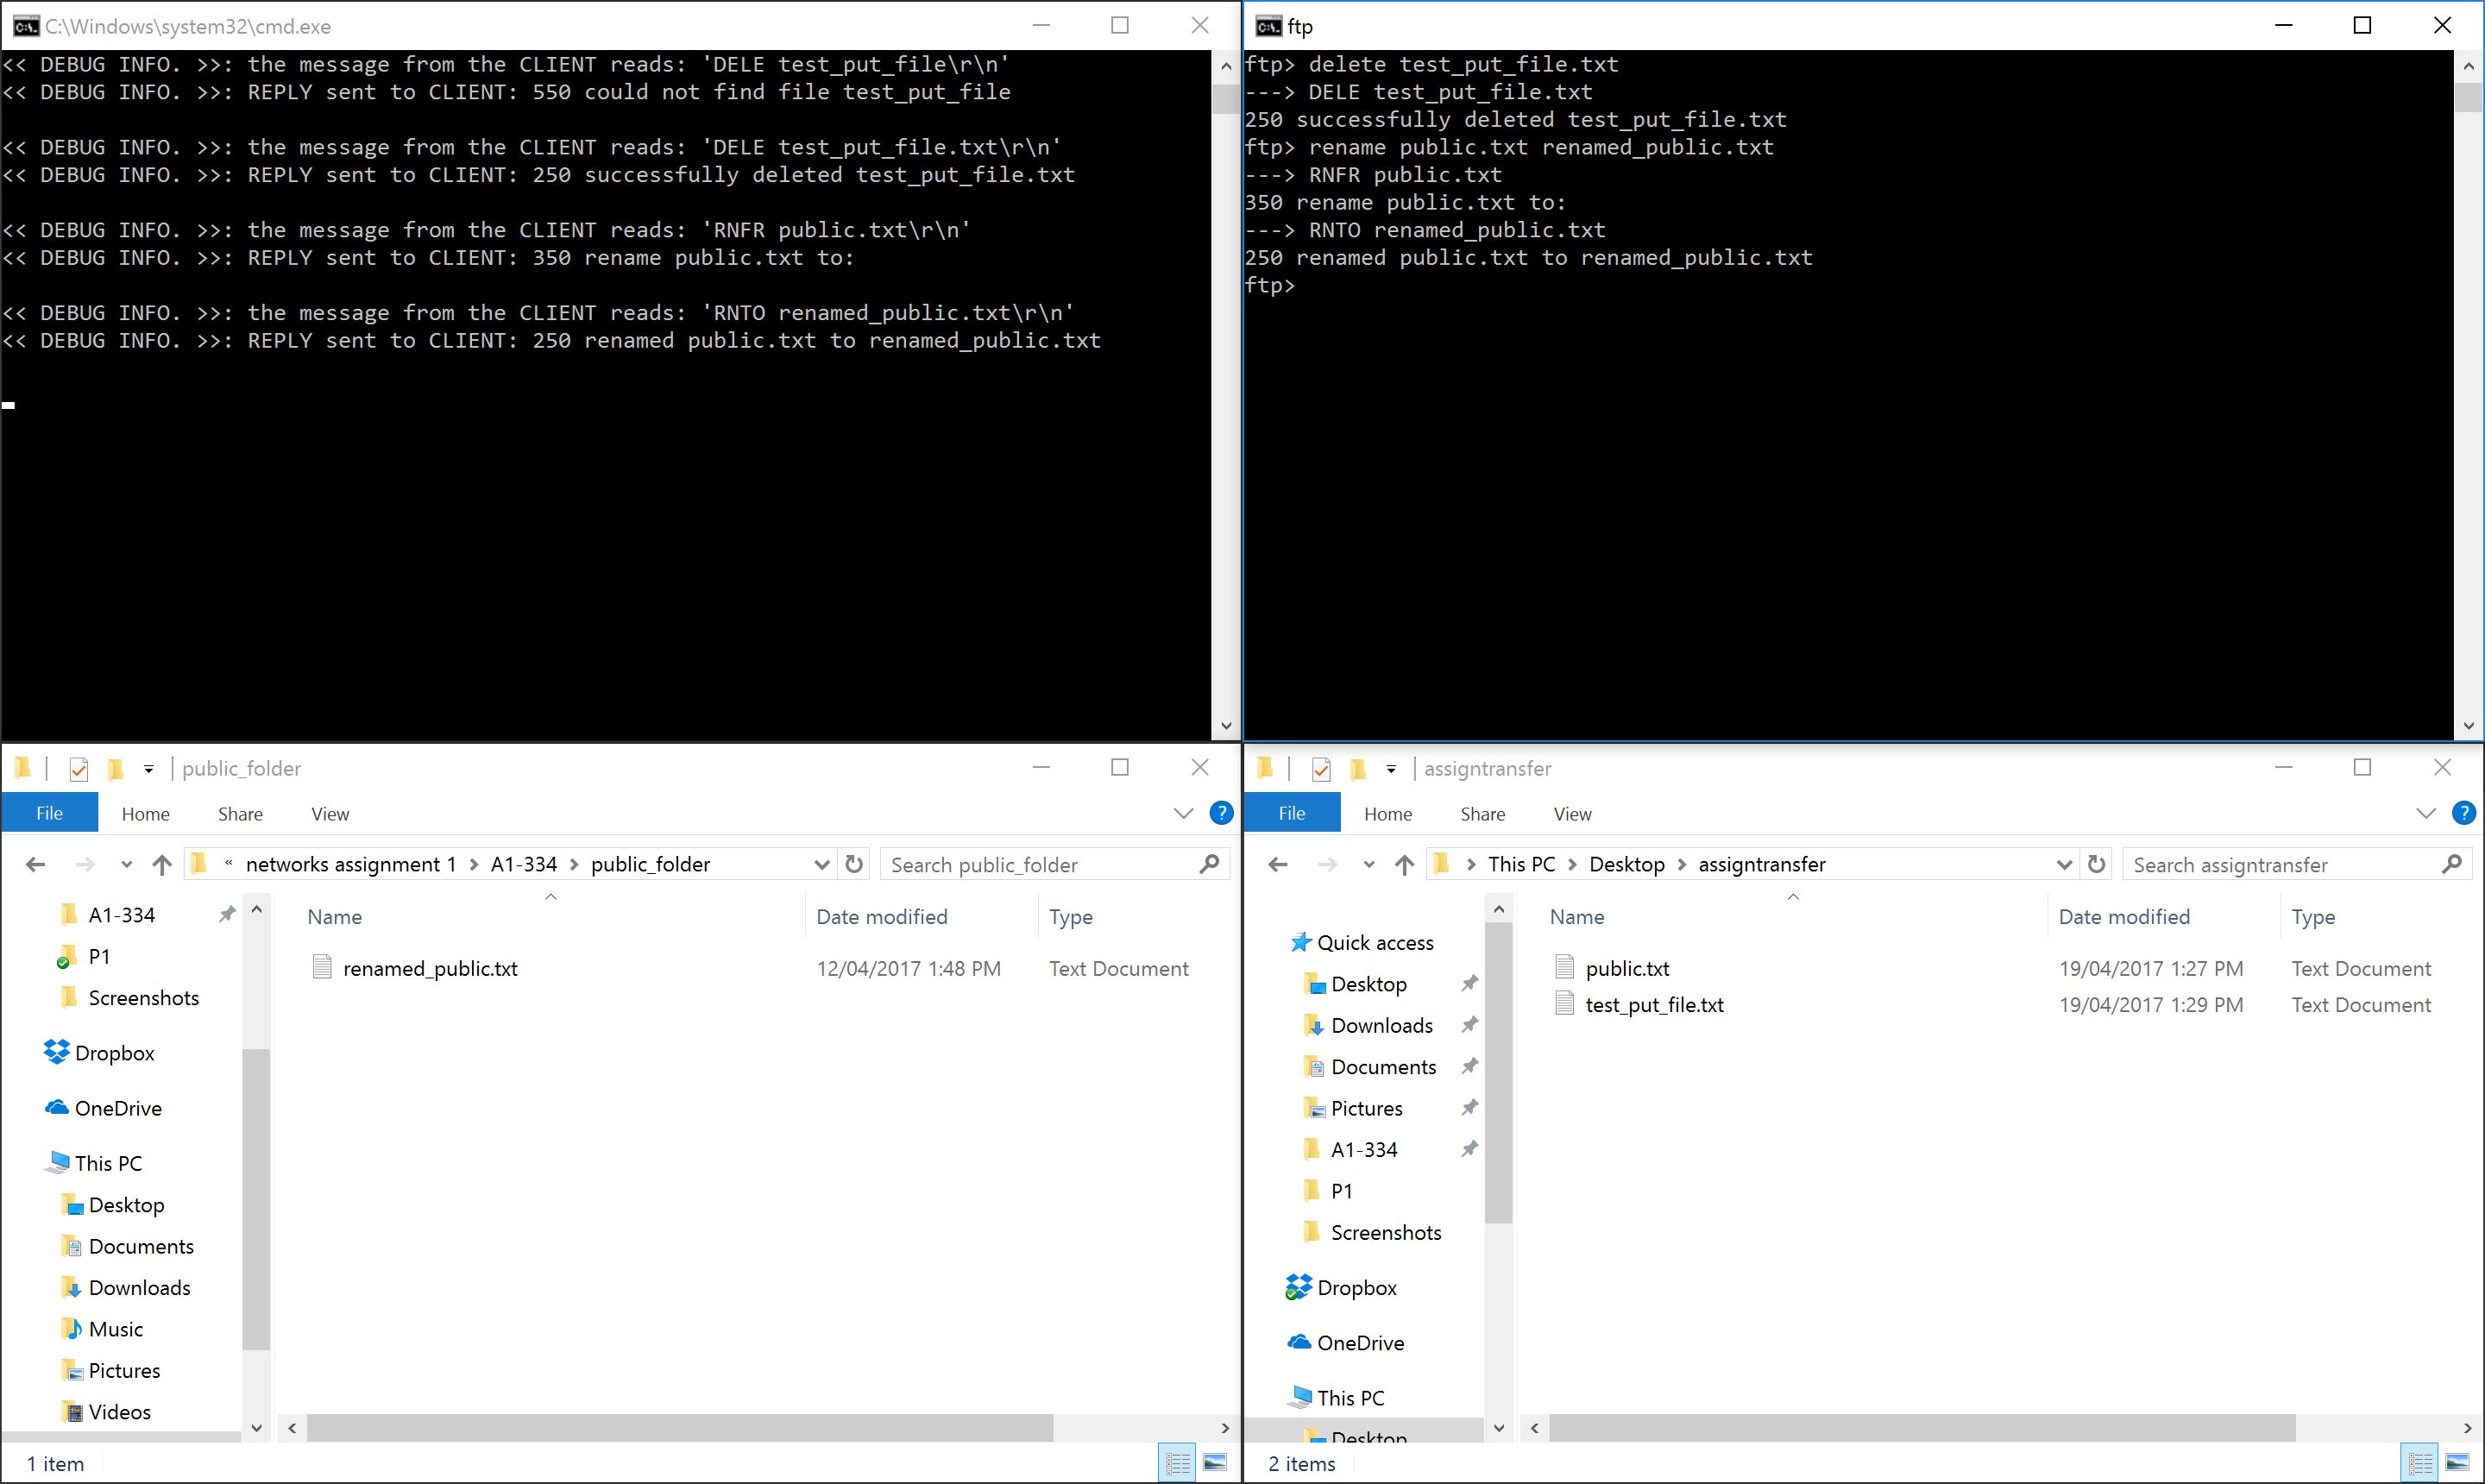 C:\Windows\system32\cmd.exe
<< DEBUG INFO. >>: the message from the CLIENT reads: 'DELE test_put_file\r\n'
<< DEBUG INFO. >>: REPLY sent to CLIENT: 550 could not find file test_put_file
<< DEBUG INFO. >>: the message from the CLIENT reads: 'DELE test_put_file.txt\r\n'
<< DEBUG INFO. >>: REPLY sent to CLIENT: 250 successfully deleted test_put_file.txt
<< DEBUG INFO. >>: the message from the CLIENT reads: 'RNFR public.txt\r\n'
<< DEBUG INFO. >>: REPLY sent to CLIENT: 350 rename public.txt to:
<< DEBUG INFO. >>: the message from the CLIENT reads: 'RNTO renamed_public.txt\r\n'
<< DEBUG INFO. >>: REPLY sent to CLIENT: 250 renamed public.txt to renamed_public.txt
ftp
ftp> delete test_put_file.txt
---> DELE test_put_file.txt
250 successfully deleted test_put_file.txt
ftp> rename public.txt renamed_public.txt
---> RNFR public.txt
350 rename public.txt to:
---> RNTO renamed_public.txt
250 renamed public.txt to renamed_public.txt
ftp>
public_folder
File Home Share View
« networks assignment 1 > A1-334 > public_folder
Search public_folder
A1-334
P1
Screenshots
Dropbox
OneDrive
This PC
Desktop
Documents
Downloads
Music
Pictures
Videos
Name Date modified Type
renamed_public.txt 12/04/2017 1:48 PM Text Document
1 item
assigntransfer
File Home Share View
> This PC > Desktop > assigntransfer
Search assigntransfer
Quick access
Desktop
Downloads
Documents
Pictures
A1-334
P1
Screenshots
Dropbox
OneDrive
This PC
Desktop
Name Date modified Type
public.txt 19/04/2017 1:27 PM Text Document
test_put_file.txt 19/04/2017 1:29 PM Text Document
2 items